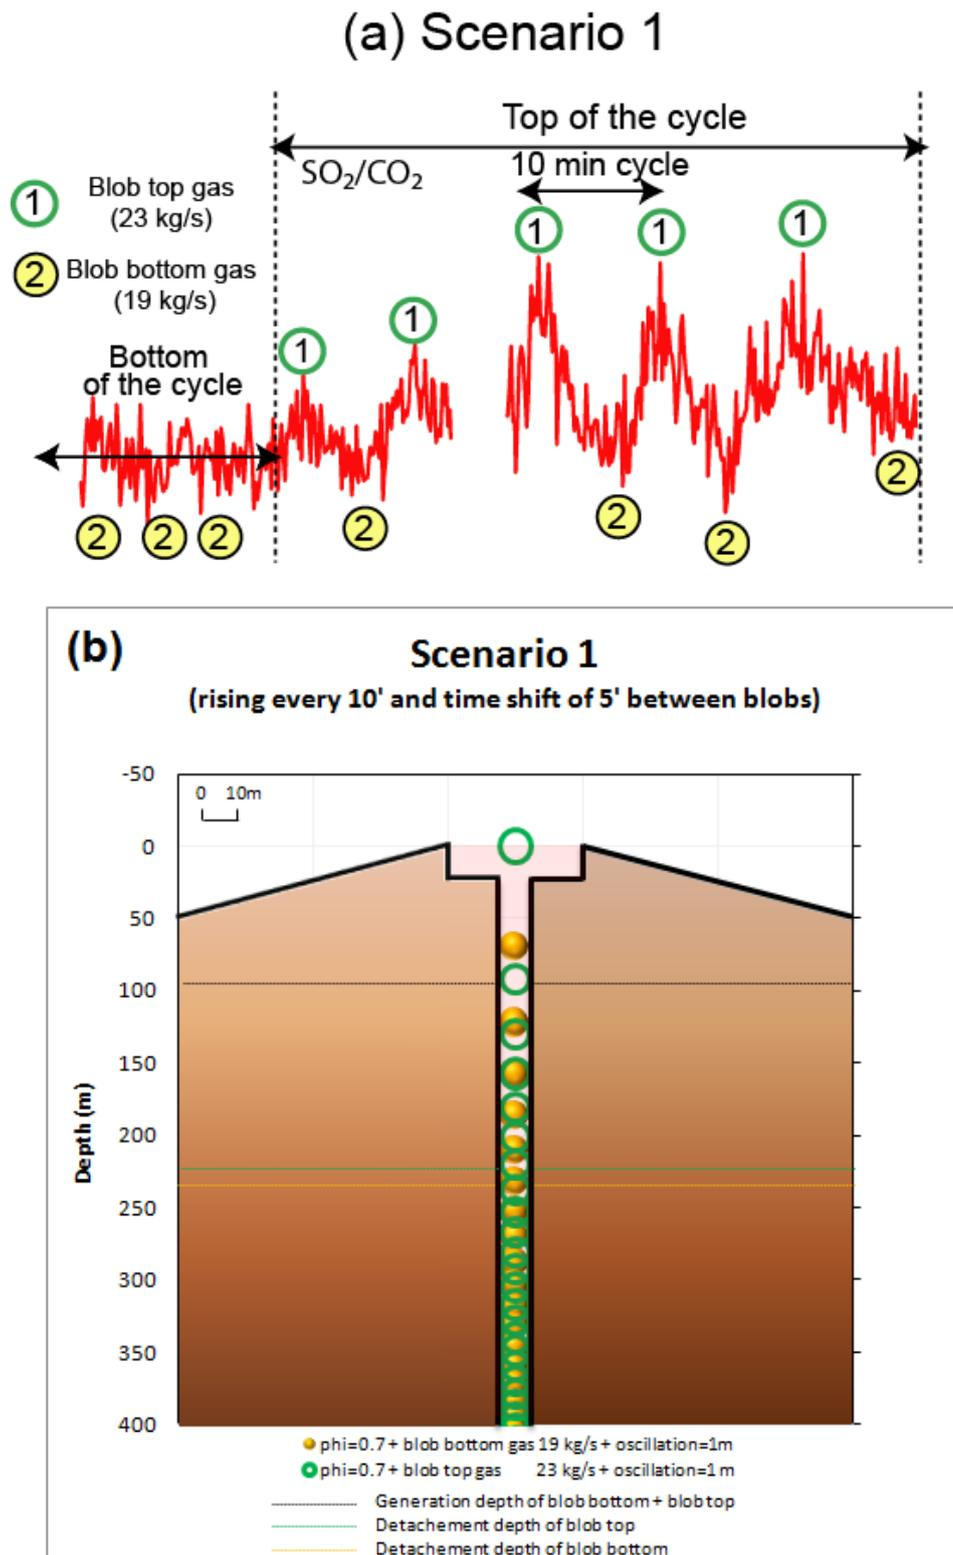 (a) Scenario 1
Top of the cycle
SO2/CO2
10 min cycle
1 Blob top gas
(23 kg/s)
2 Blob bottom gas
(19 kg/s)
Bottom
of the cycle
1 1 1 1 1
2 2 2 2 2 2 2
(b)
Scenario 1
(rising every 10' and time shift of 5' between blobs)
-50
0 10m
0
50
100
150
200
250
300
350
400
Depth (m)
phi=0.7 + blob bottom gas 19 kg/s + oscillation=1m
phi=0.7 + blob top gas 23 kg/s + oscillation=1m
Generation depth of blob bottom + blob top
Detachement depth of blob top
Detachement depth of blob bottom